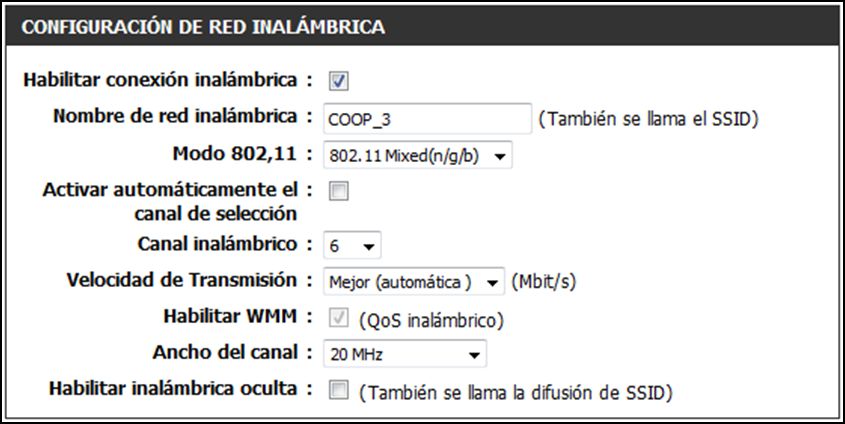 CONFIGURACIÓN DE RED INALÁMBRICA
Habilitar conexión inalámbrica :
Nombre de red inalámbrica : COOP_3 (También se llama el SSID)
Modo 802,11 : 802.11 Mixed(n/g/b)
Activar automáticamente el :
canal de selección
Canal inalámbrico : 6
Velocidad de Transmisión : Mejor (automática ) (Mbit/s)
Habilitar WMM : (QoS inalámbrico)
Ancho del canal : 20 MHz
Habilitar inalámbrica oculta : (También se llama la difusión de SSID)